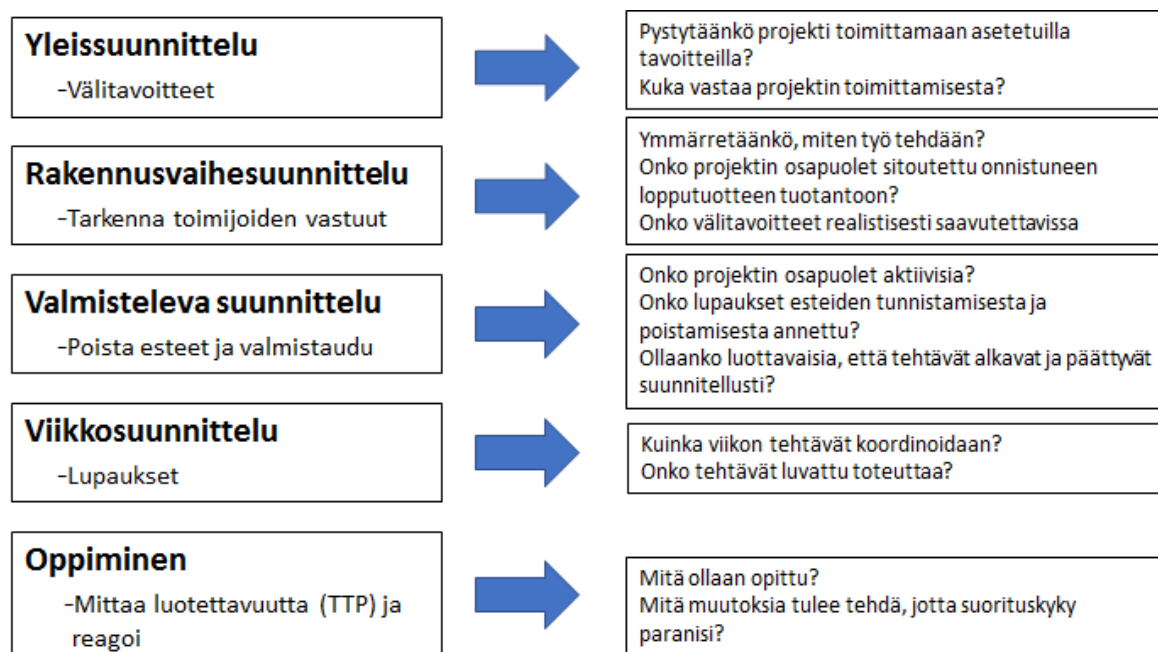 Yleissuunnittelu
-Välitavoitteet
Pystytäänkö projekti toimittamaan asetetuilla
tavoitteilla?
Kuka vastaa projektin toimittamisesta?
Rakennusvaihesuunnittelu
-Tarkenna toimijoiden vastuut
Ymmärretäänkö, miten työ tehdään?
Onko projektin osapuolet sitoutettu onnistuneen
lopputuotteen tuotantoon?
Onko välitavoitteet realistisesti saavutettavissa
Valmisteleva suunnittelu
-Poista esteet ja valmistaudu
Onko projektin osapuolet aktiivisia?
Onko lupaukset esteiden tunnistamisesta ja
poistamisesta annettu?
Ollaanko luottavaisia, että tehtävät alkavat ja päättyvät
suunnitellusti?
Viikkosuunnittelu
-Lupaukset
Kuinka viikon tehtävät koordinoidaan?
Onko tehtävät luvattu toteuttaa?
Oppiminen
-Mittaa luotettavuutta (TTP) ja
reagoi
Mitä ollaan opittu?
Mitä muutoksia tulee tehdä, jotta suorituskyky
paranisi?